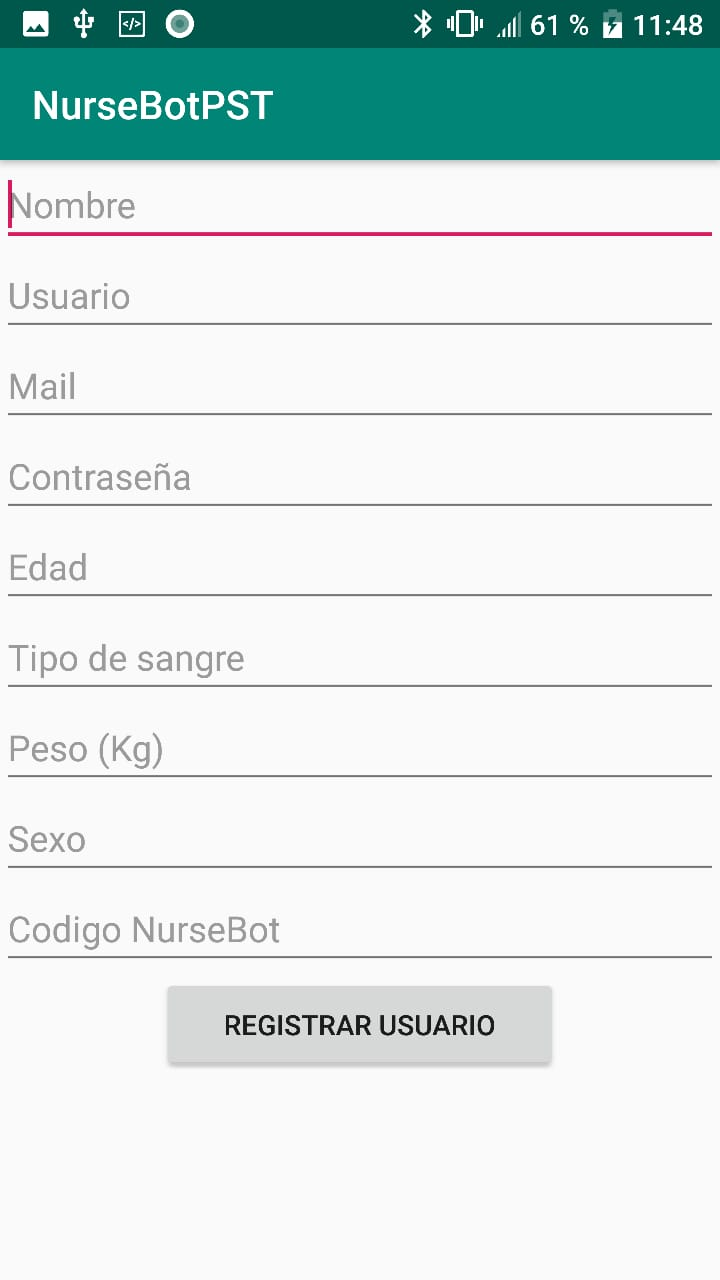 61 % 11:48
NurseBotPST
Nombre
Usuario
Mail
Contraseña
Edad
Tipo de sangre
Peso (Kg)
Sexo
Codigo NurseBot
REGISTRAR USUARIO